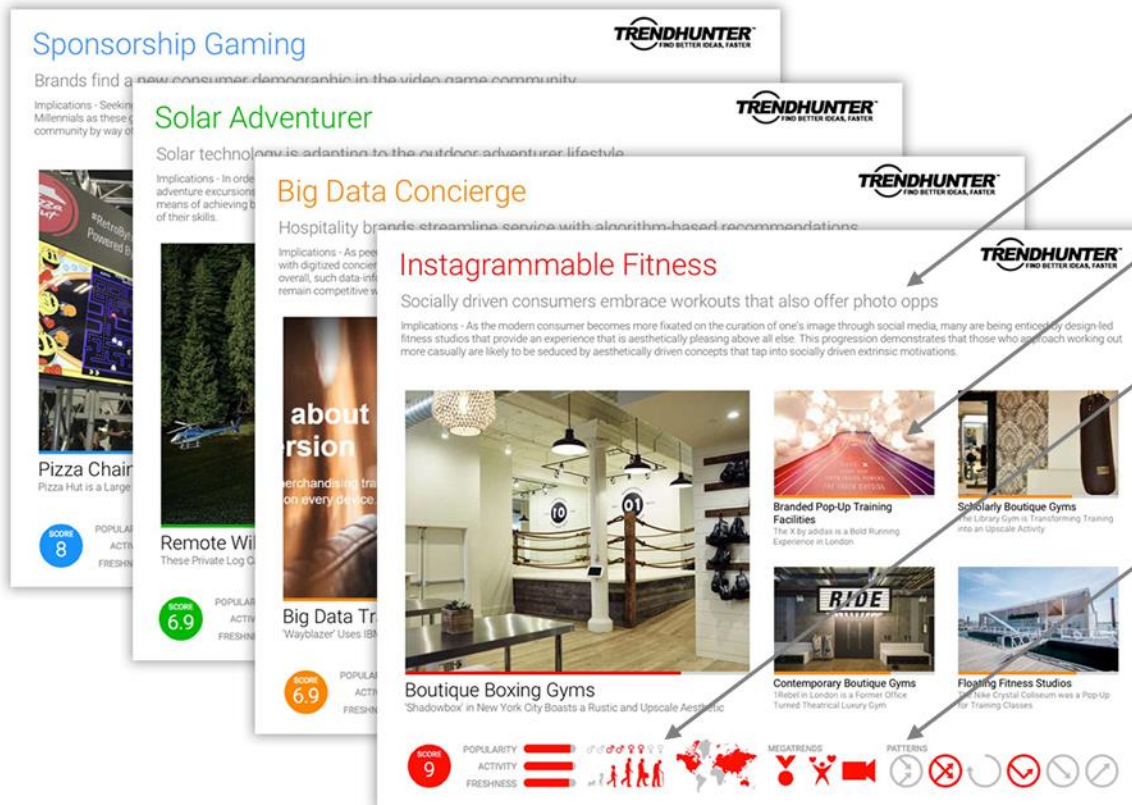 Sponsorship Gaming
TRENDHUNTER
FIND BETTER IDEAS, FASTER
Brands find a new consumer demographic in the video game community
Implications - Seeking
Millennials as these g
community by way of
Pizza Hut
#RetroByt
Powered B
Pizza Chain
Pizza Hut is a Large
SCORE
8
POPULAR
ACTIV
FRESHN
Solar Adventurer
TRENDHUNTER
FIND BETTER IDEAS, FASTER
Solar technology is adapting to the outdoor adventurer lifestyle
Implications - In orde
adventure excursions
means of achieving b
of their skills.
Remote Wil
These Private Log C
SCORE
6.9
POPULAR
ACTIV
FRESHN
Big Data Concierge
TRENDHUNTER
FIND BETTER IDEAS, FASTER
Hospitality brands streamline service with algorithm-based recommendations
Implications - As peer
with digitized concier
overall, such data-info
remain competitive w
about
rsion
erchandising tra
on every device.
Big Data Tr
'Wayblazer' Uses IBM
SCORE
6.9
POPULAR
ACTIV
FRESHN
Instagrammable Fitness
TRENDHUNTER
FIND BETTER IDEAS, FASTER
Socially driven consumers embrace workouts that also offer photo opps
Implications - As the modern consumer becomes more fixated on the curation of one's image through social media, many are being enticed by design-led
fitness studios that provide an experience that is aesthetically pleasing above all else. This progression demonstrates that those who approach working out
more casually are likely to be seduced by aesthetically driven concepts that tap into socially driven extrinsic motivations.
10
01
Boutique Boxing Gyms
'Shadowbox' in New York City Boasts a Rustic and Upscale Aesthetic
Branded Pop-Up Training
Facilities
The X by adidas is a Bold Running
Experience in London
Scholarly Boutique Gyms
The Library Gym is Transforming Training
into an Upscale Activity
RIDE
Contemporary Boutique Gyms
1Rebel in London is a Former Office
Turned Theatrical Luxury Gym
Floating Fitness Studios
The Nike Crystal Coliseum was a Pop-Up
for Training Classes
SCORE
9
POPULARITY
ACTIVITY
FRESHNESS
MEGATRENDS
PATTERNS